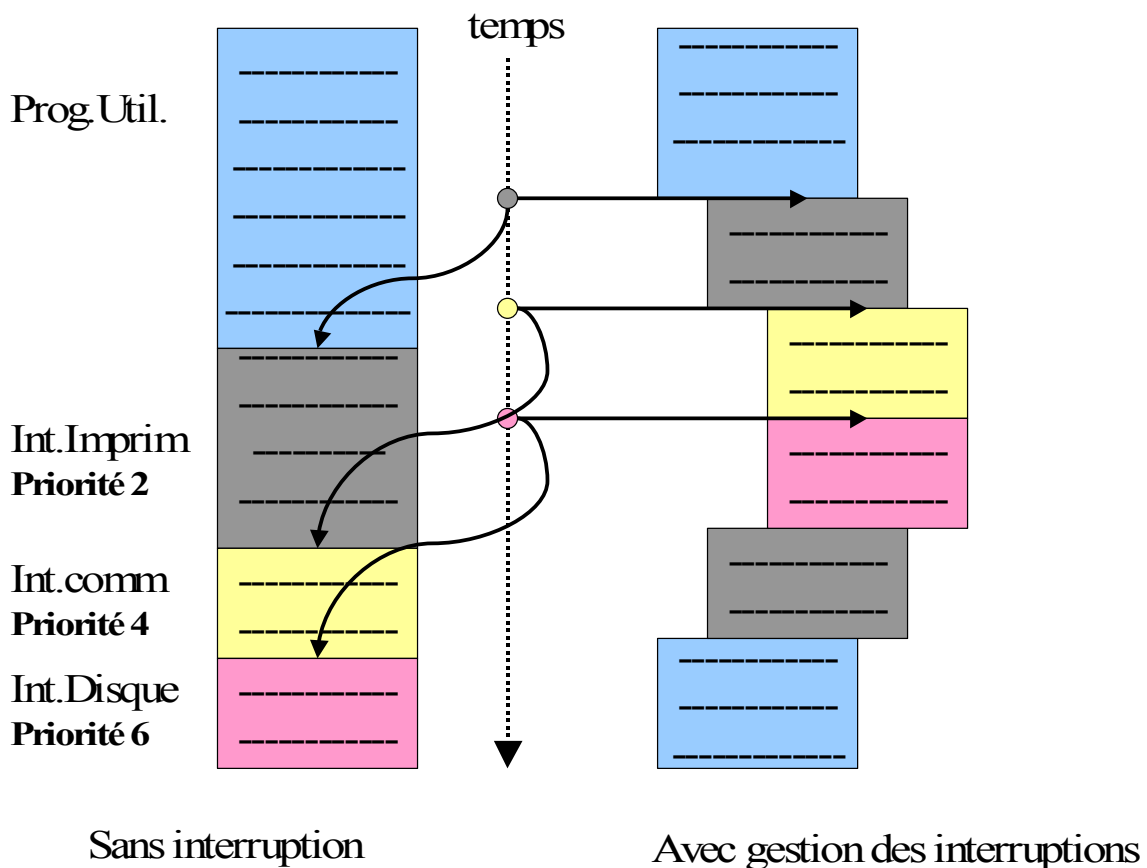 temps
Prog.Util.
Int.Imprim
Priorité 2
Int.comm
Priorité 4
Int.Disque
Priorité 6
Sans interruption
Avec gestion des interruptions